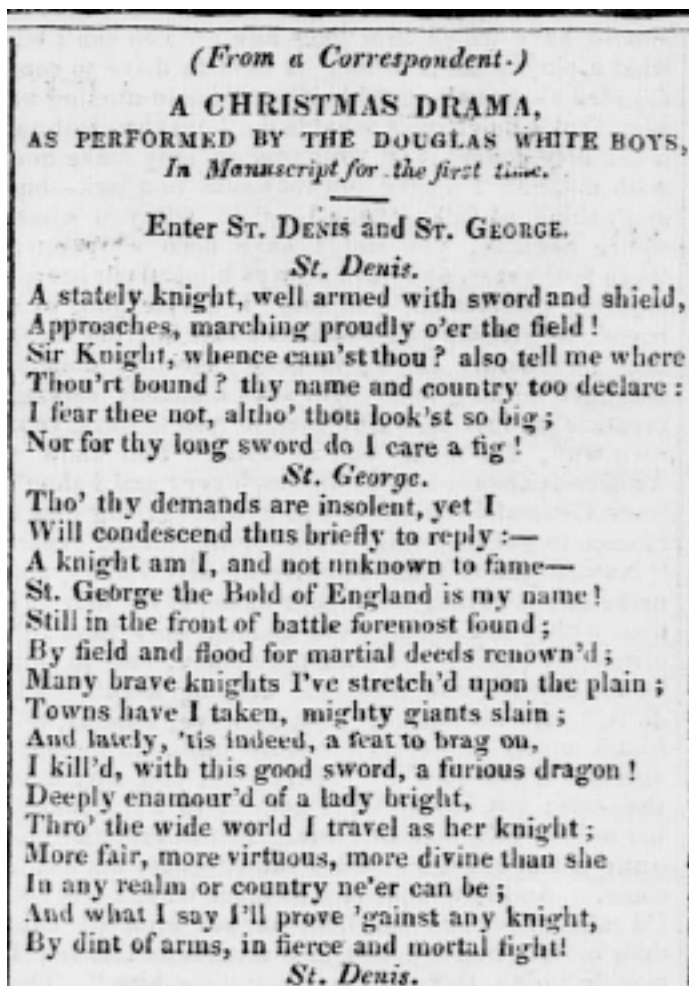 (From a Correspondent.)
A CHRISTMAS DRAMA,
AS PERFORMED BY THE DOUGLAS WHITE BOYS,
In Manuscript for the first time.
Enter ST. DENIS and ST. GEORGE.
St. Denis.
A stately knight, well armed with sword and shield,
Approaches, marching proudly o'er the field!
Sir Knight, whence cam'st thou? also tell me where
Thou'rt bound? thy name and country too declare:
I fear thee not, altho' thou look'st so big;
Nor for thy long sword do I care a fig!
St. George.
Tho' thy demands are insolent, yet I
Will condescend thus briefly to reply:—
A knight am I, and not unknown to fame—
St. George the Bold of England is my name!
Still in the front of battle foremost found;
By field and flood for martial deeds renown'd;
Many brave knights I've stretch'd upon the plain;
Towns have I taken, mighty giants slain;
And lately, 'tis indeed, a feat to brag on,
I kill'd, with this good sword, a furious dragon!
Deeply enamour'd of a lady bright,
Thro' the wide world I travel as her knight;
More fair, more virtuous, more divine than she
In any realm or country ne'er can be;
And what I say I'll prove 'gainst any knight,
By dint of arms, in fierce and mortal fight!
St. Denis.